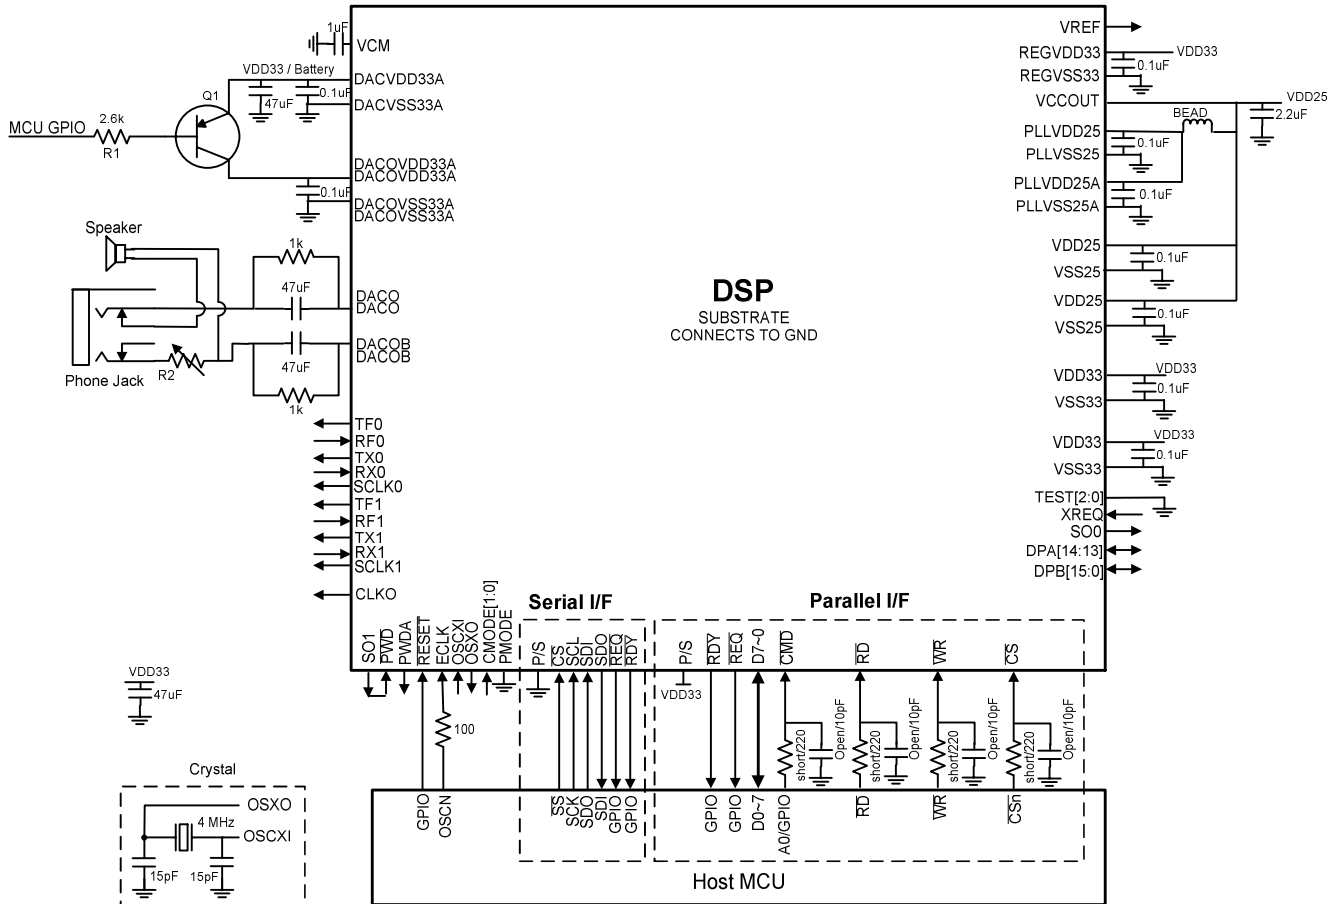 1uF
VCM
VDD33 / Battery
DACVDD33A
47uF
0.1uF
DACVSS33A
Q1
MCU GPIO
2.6k
R1
DACOVDD33A
DACOVDD33A
0.1uF
DACOVSS33A
DACOVSS33A
Speaker
1k
47uF
DACO
DACO
DACOB
DACOB
47uF
R2
Phone Jack
1k
TF0
RF0
TX0
RX0
SCLK0
TF1
RF1
TX1
RX1
SCLK1
CLKO
DSP
SUBSTRATE
CONNECTS TO GND
VREF
REGVDD33
VDD33
0.1uF
REGVSS33
VCCOUT
VDD25
2.2uF
BEAD
PLLVDD25
0.1uF
PLLVSS25
PLLVDD25A
0.1uF
PLLVSS25A
VDD25
0.1uF
VSS25
VDD25
0.1uF
VSS25
VDD33
VDD33
0.1uF
VSS33
VDD33
VDD33
0.1uF
VSS33
TEST[2:0]
XREQ
SO0
DPA[14:13]
DPB[15:0]
Serial I/F
Parallel I/F
SO1
PWD
PWDA
RESET
ECLK
OSCXI
OSXO
CMODE[1:0]
PMODE
P/S
CS
SCL
SDI
SDO
REQ
RDY
P/S
RDY
REQ
D7~0
CMD
RD
WR
CS
VDD33
100
short/220
Open/10pF
short/220
Open/10pF
short/220
Open/10pF
short/220
Open/10pF
GPIO
OSCN
SS
SCK
SDO
SDI
GPIO
GPIO
GPIO
GPIO
D0~7
A0/GPIO
RD
WR
CSn
Host MCU
VDD33
47uF
Crystal
OSXO
4 MHz
OSCXI
15pF
15pF